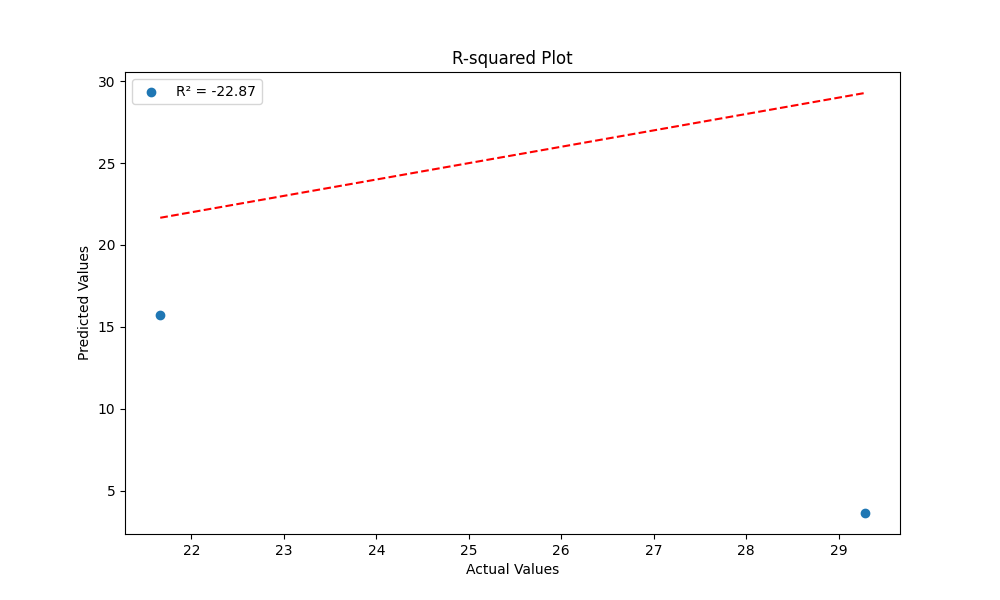 R-squared Plot
R² = -22.87
30
25
20
15
10
5
Predicted Values
22 23 24 25 26 27 28 29
Actual Values